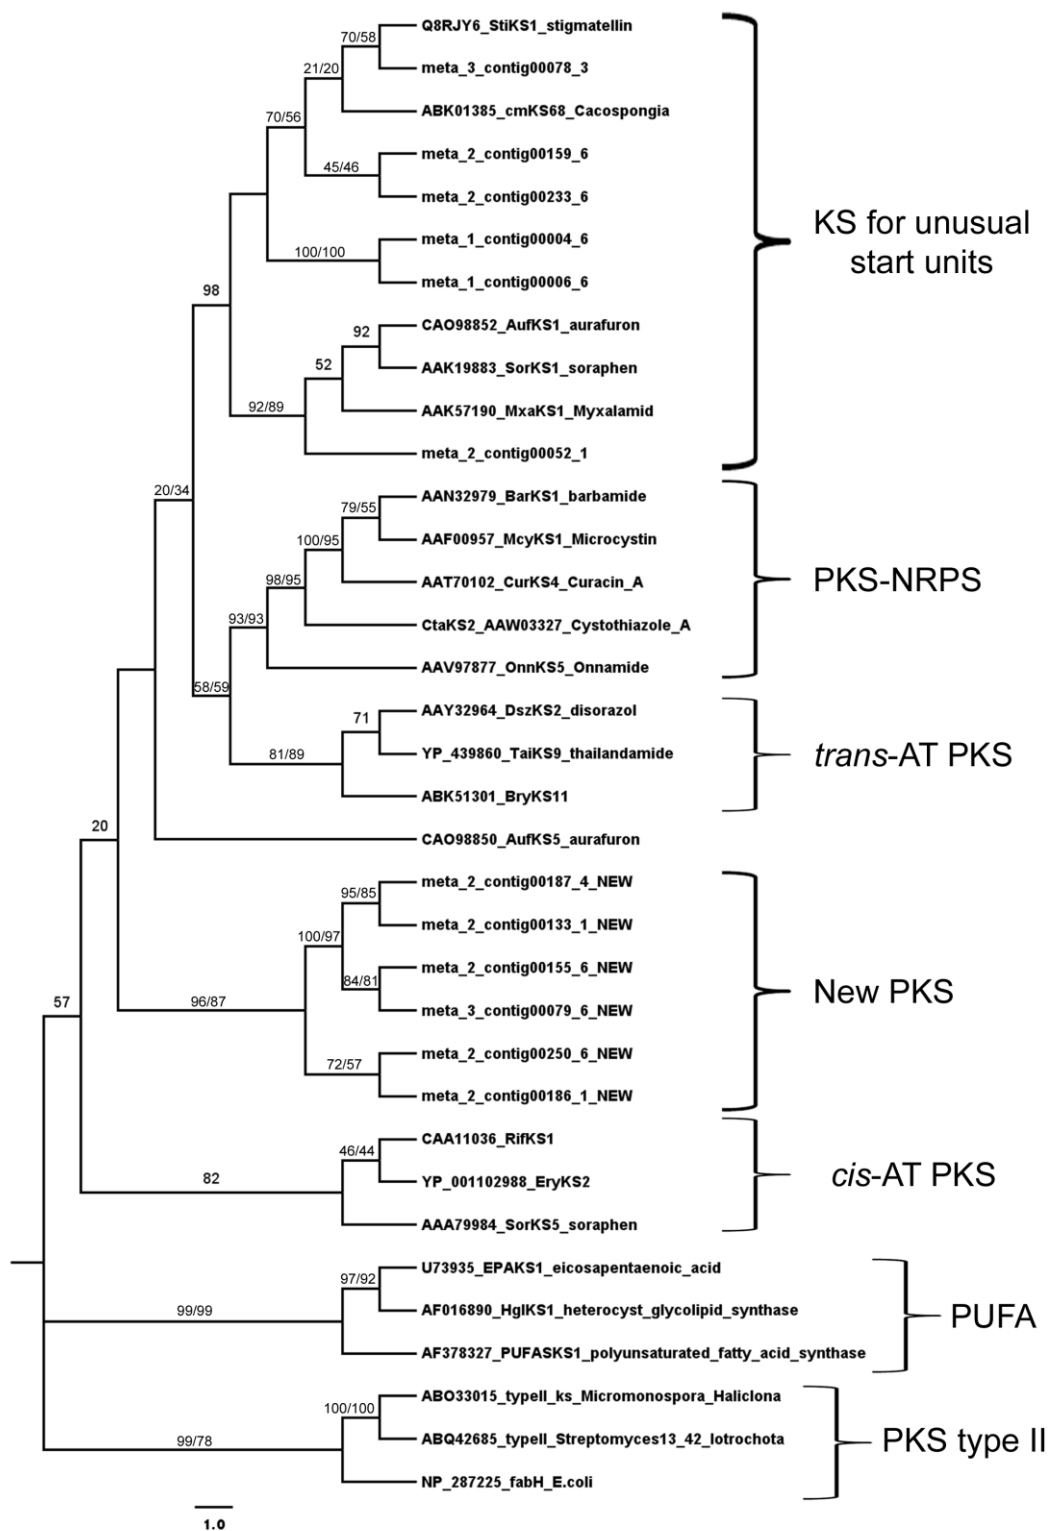 70/58
Q8RJY6_StiKS1_stigmatellin
21/20
meta_3_contig00078_3
70/56
ABK01385_cmKS68_Cacospongia
45/46
meta_2_contig00159_6
meta_2_contig00233_6
100/100
meta_1_contig00004_6
meta_1_contig00006_6
KS for unusual
start units
98
92
CAO98852_AufKS1_aurafuron
52
AAK19883_SorKS1_soraphen
92/89
AAK57190_MxaKS1_Myxalamid
meta_2_contig00052_1
20/34
79/55
AAN32979_BarKS1_barbamide
100/95
AAF00957_McyKS1_Microcystin
98/95
AAT70102_CurKS4_Curacin_A
93/93
CtaKS2_AAW03327_Cystothiazole_A
58/59
AAV97877_OnnKS5_Onnamide
PKS-NRPS
71
AAY32964_DszKS2_disorazol
81/89
YP_439860_TaiKS9_thailandamide
ABK51301_BryKS11
trans-AT PKS
20
CAO98850_AufKS5_aurafuron
95/85
meta_2_contig00187_4_NEW
100/97
meta_2_contig00133_1_NEW
84/81
meta_2_contig00155_6_NEW
96/87
meta_3_contig00079_6_NEW
72/57
meta_2_contig00250_6_NEW
meta_2_contig00186_1_NEW
New PKS
57
46/44
CAA11036_RifKS1
82
YP_001102988_EryKS2
AAA79984_SorKS5_soraphen
cis-AT PKS
97/92
U73935_EPAKS1_eicosapentaenoic_acid
99/99
AF016890_HglKS1_heterocyst_glycolipid_synthase
AF378327_PUFASKS1_polyunsaturated_fatty_acid_synthase
PUFA
100/100
ABO33015_typeII_ks_Micromonospora_Haliclona
99/78
ABQ42685_typeII_Streptomyces13_42_Iotrochota
NP_287225_fabH_E.coli
PKS type II
1.0